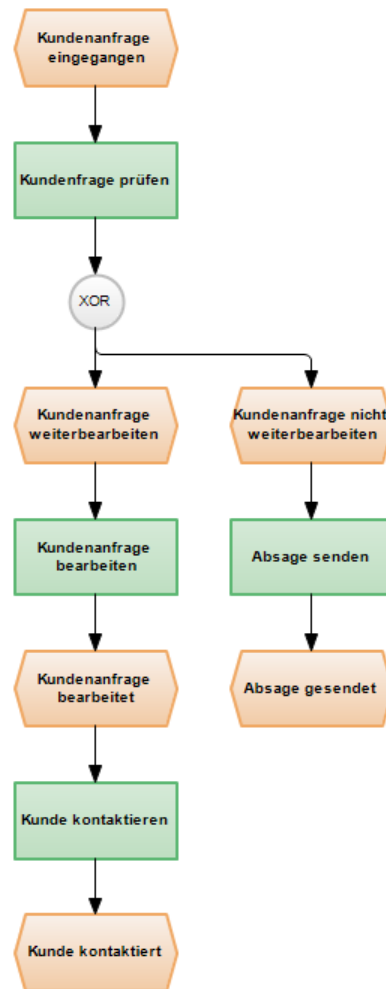 Kundenanfrage
eingegangen
Kundenfrage prüfen
XOR
Kundenanfrage
weiterbearbeiten
Kundenanfrage nicht
weiterbearbeiten
Kundenanfrage
bearbeiten
Absage senden
Kundenanfrage
bearbeitet
Absage gesendet
Kunde kontaktieren
Kunde kontaktiert